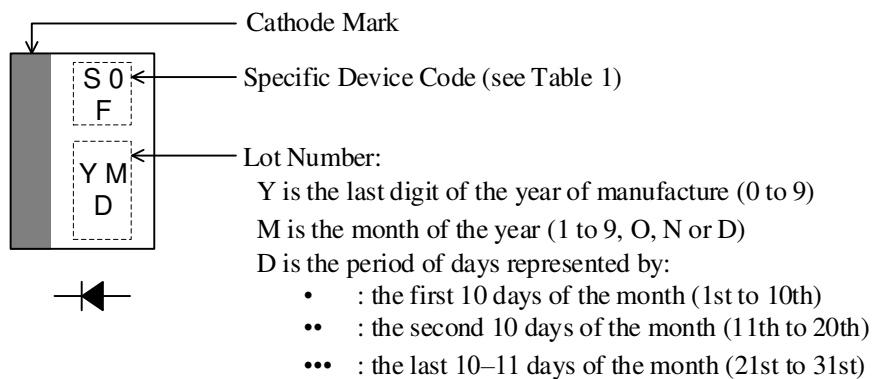 Cathode Mark
S 0
F
Specific Device Code (see Table 1)
Y M
D
Lot Number:
Y is the last digit of the year of manufacture (0 to 9)
M is the month of the year (1 to 9, O, N or D)
D is the period of days represented by:
• : the first 10 days of the month (1st to 10th)
•• : the second 10 days of the month (11th to 20th)
••• : the last 10–11 days of the month (21st to 31st)